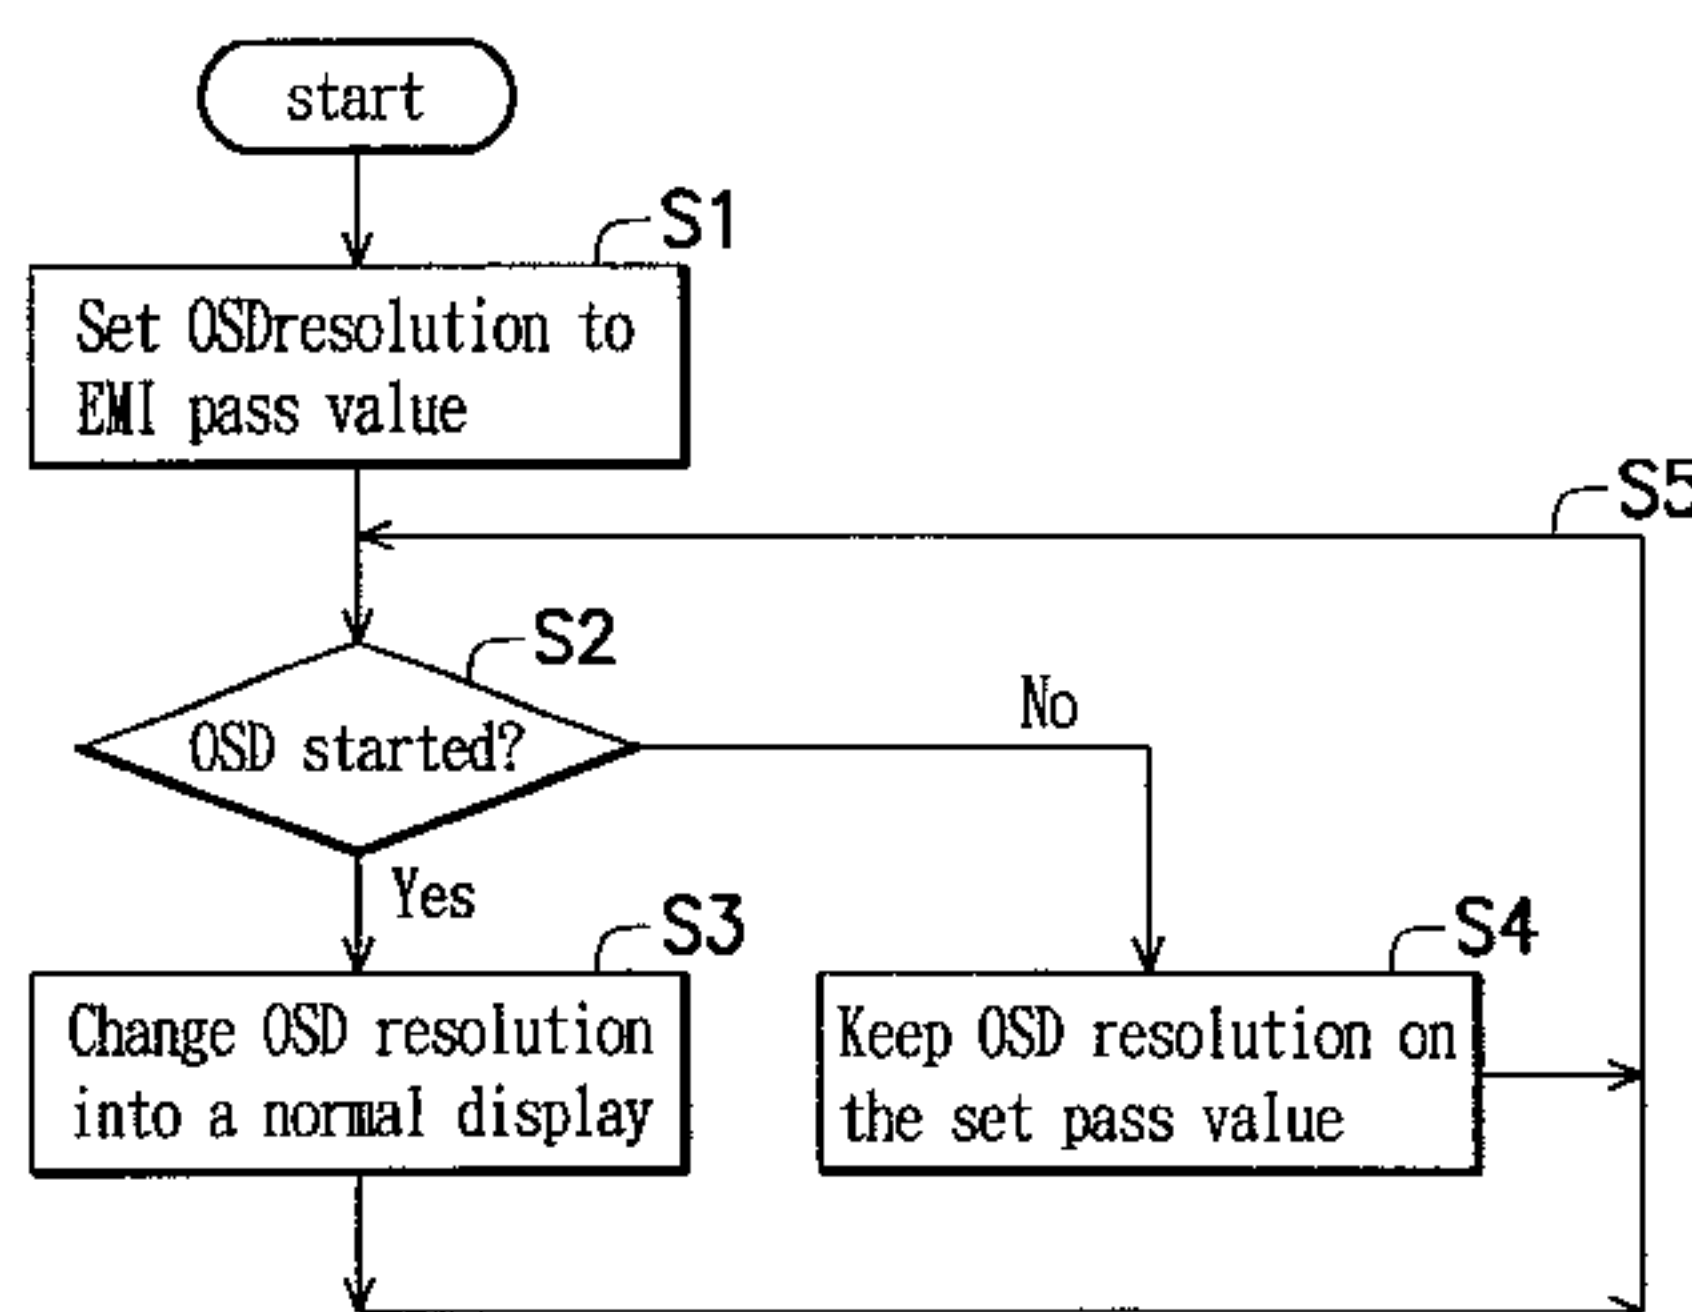 start
S1
Set OSDresolution to
EMI pass value
S5
S2
OSD started?
No
Yes
S3
S4
Change OSD resolution
into a normal display
Keep OSD resolution on
the set pass value